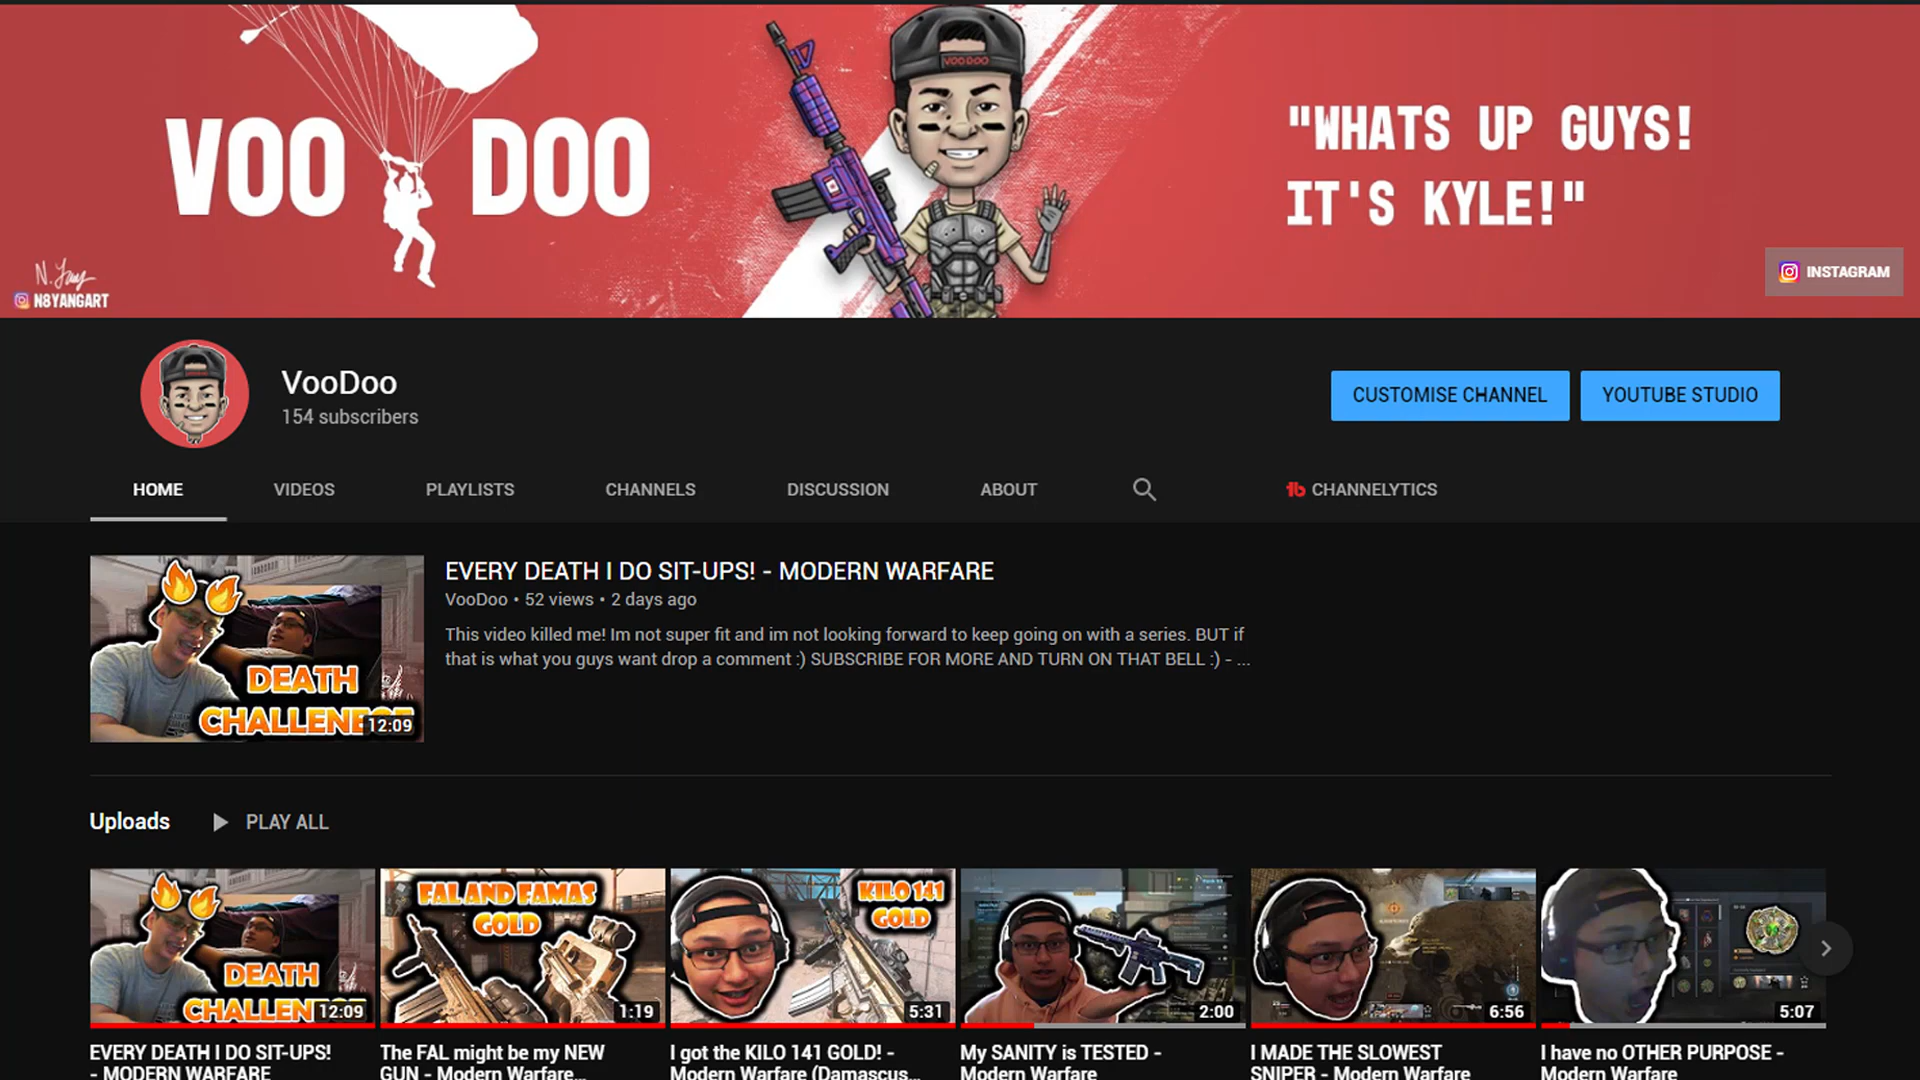 VOO DOO
VOODOO
"WHATS UP GUYS!
IT'S KYLE!"
N8YANGART
INSTAGRAM
VooDoo
154 subscribers
CUSTOMISE CHANNEL
YOUTUBE STUDIO
HOME
VIDEOS
PLAYLISTS
CHANNELS
DISCUSSION
ABOUT
CHANNELYTICS
DEATH
12:09
EVERY DEATH I DO SIT-UPS! - MODERN WARFARE
VooDoo • 52 views • 2 days ago
This video killed me! Im not super fit and im not looking forward to keep going on with a series. BUT if
that is what you guys want drop a comment :) SUBSCRIBE FOR MORE AND TURN ON THAT BELL :) - ...
Uploads
PLAY ALL
DEATH
12:09
FAL AND FAMAS
GOLD
1:19
KILO 141
GOLD
5:31
2:00
6:56
5:07
EVERY DEATH I DO SIT-UPS!
- MODERN WARFARE
The FAL might be my NEW
GUN - Modern Warfare...
I got the KILO 141 GOLD! -
Modern Warfare (Damascus...
My SANITY is TESTED -
Modern Warfare
I MADE THE SLOWEST
SNIPER - Modern Warfare
I have no OTHER PURPOSE -
Modern Warfare